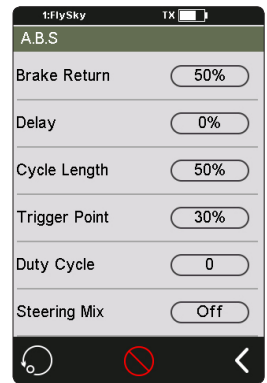 1:FlySky TX
A.B.S
Brake Return 50%
Delay 0%
Cycle Length 50%
Trigger Point 30%
Duty Cycle 0
Steering Mix Off